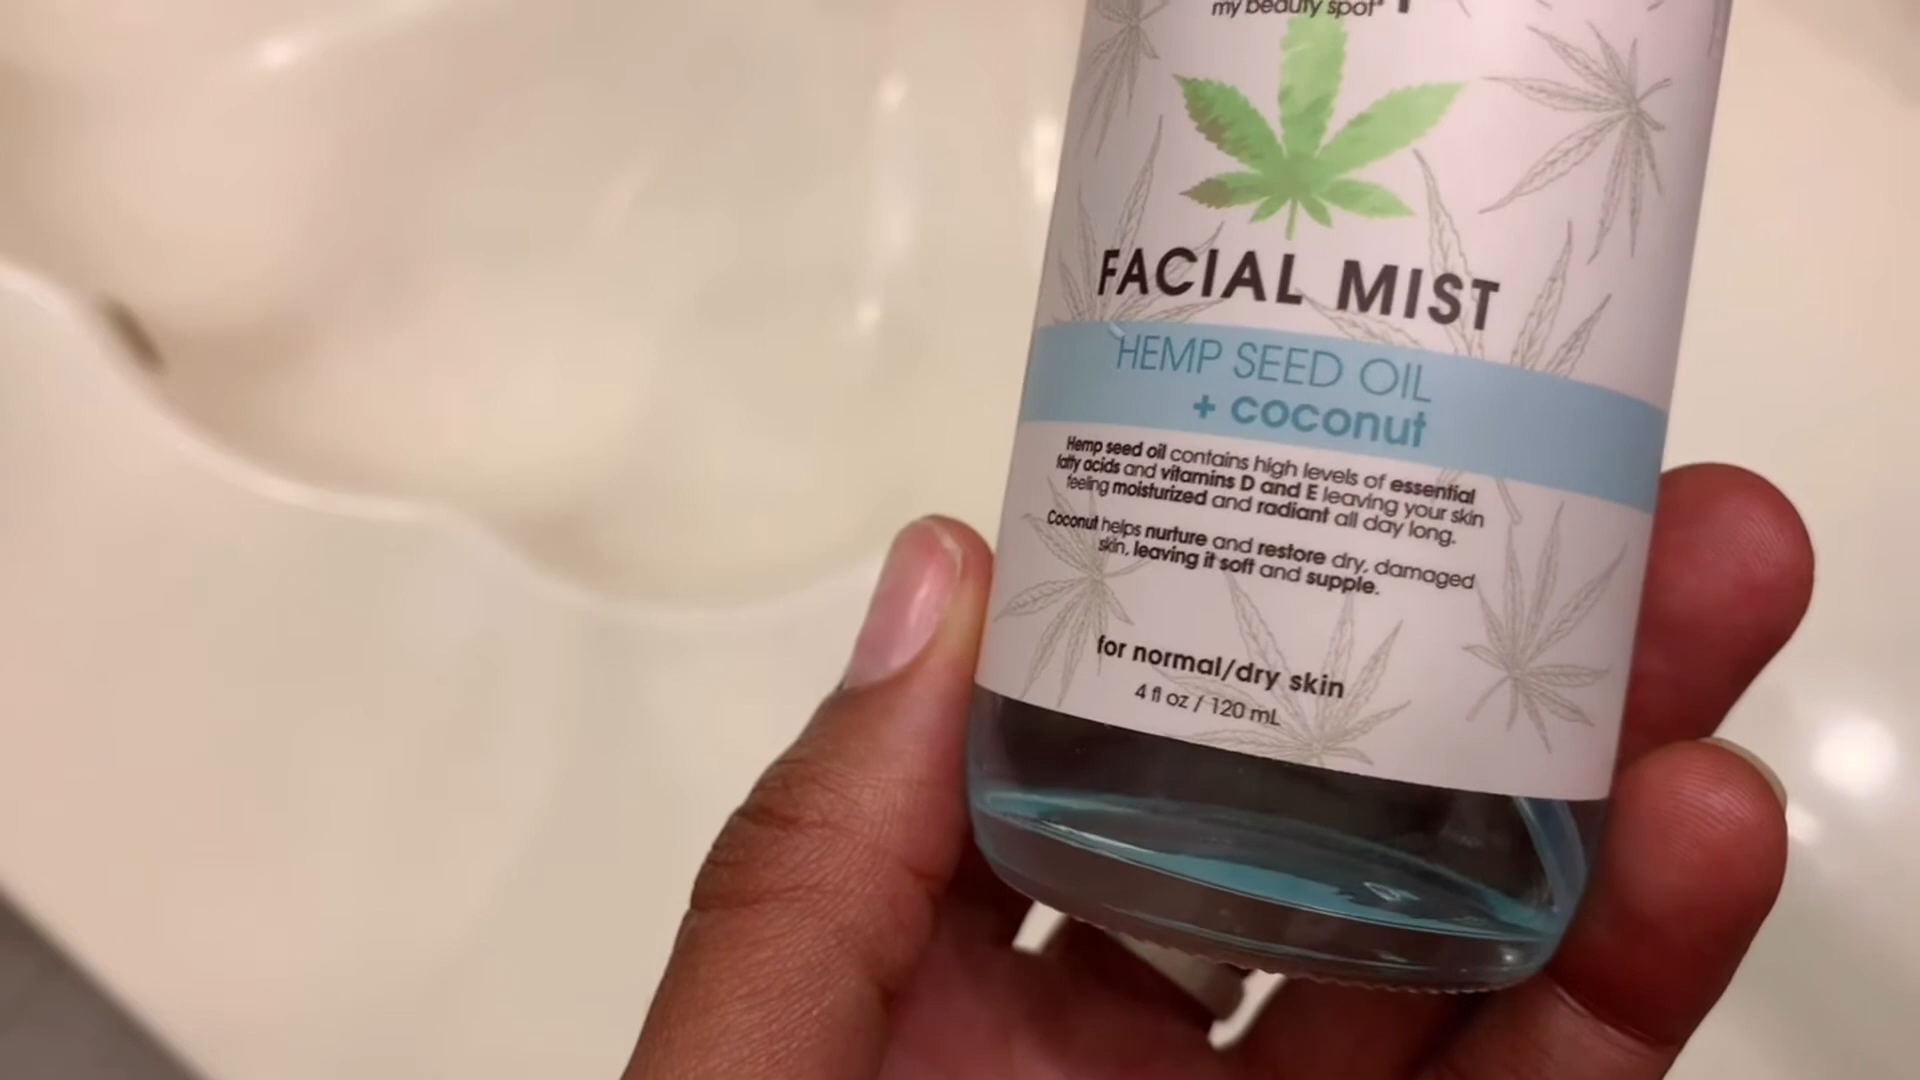 my beauty spot®
FACIAL MIST
HEMP SEED OIL
+ coconut
Hemp seed oil contains high levels of essential
fatty acids and vitamins D and E leaving your skin
feeling moisturized and radiant all day long.
Coconut helps nurture and restore dry, damaged
skin, leaving it soft and supple.
for normal/dry skin
4 fl oz / 120 mL